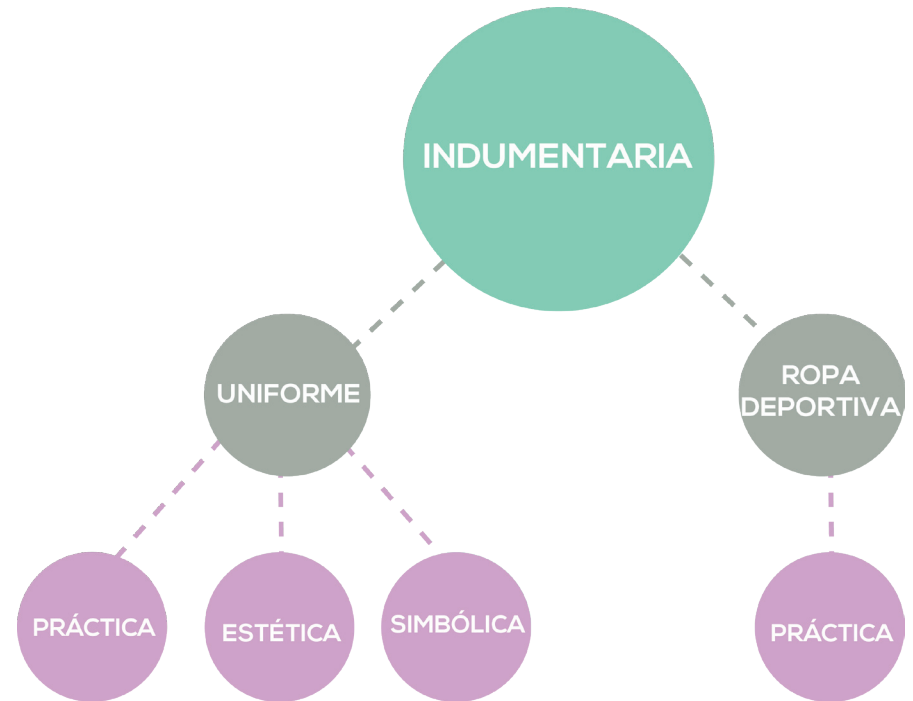 INDUMENTARIA
UNIFORME
ROPA
DEPORTIVA
PRÁCTICA
ESTÉTICA
SIMBÓLICA
PRÁCTICA